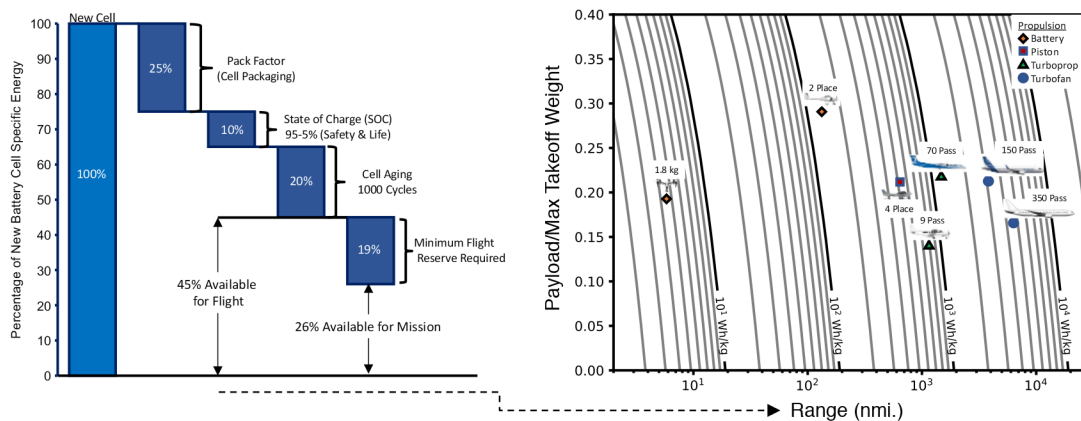 New Cell
100
90
80
70
60
50
40
30
20
10
0
Percentage of New Battery Cell Specific Energy
100%
25%
Pack Factor
(Cell Packaging)
10%
State of Charge (SOC)
95-5% (Safety & Life)
20%
Cell Aging
1000 Cycles
19%
Minimum Flight
Reserve Required
45% Available
for Flight
26% Available for Mission
Payload/Max Takeoff Weight
0.40
0.35
0.30
0.25
0.20
0.15
0.10
0.05
0.00
Propulsion
Battery
Piston
Turboprop
Turbofan
2 Place
1.8 kg
70 Pass
150 Pass
4 Place
9 Pass
350 Pass
10¹ Wh/kg
10² Wh/kg
10³ Wh/kg
10⁴ Wh/kg
10¹
10²
10³
10⁴
Range (nmi.)